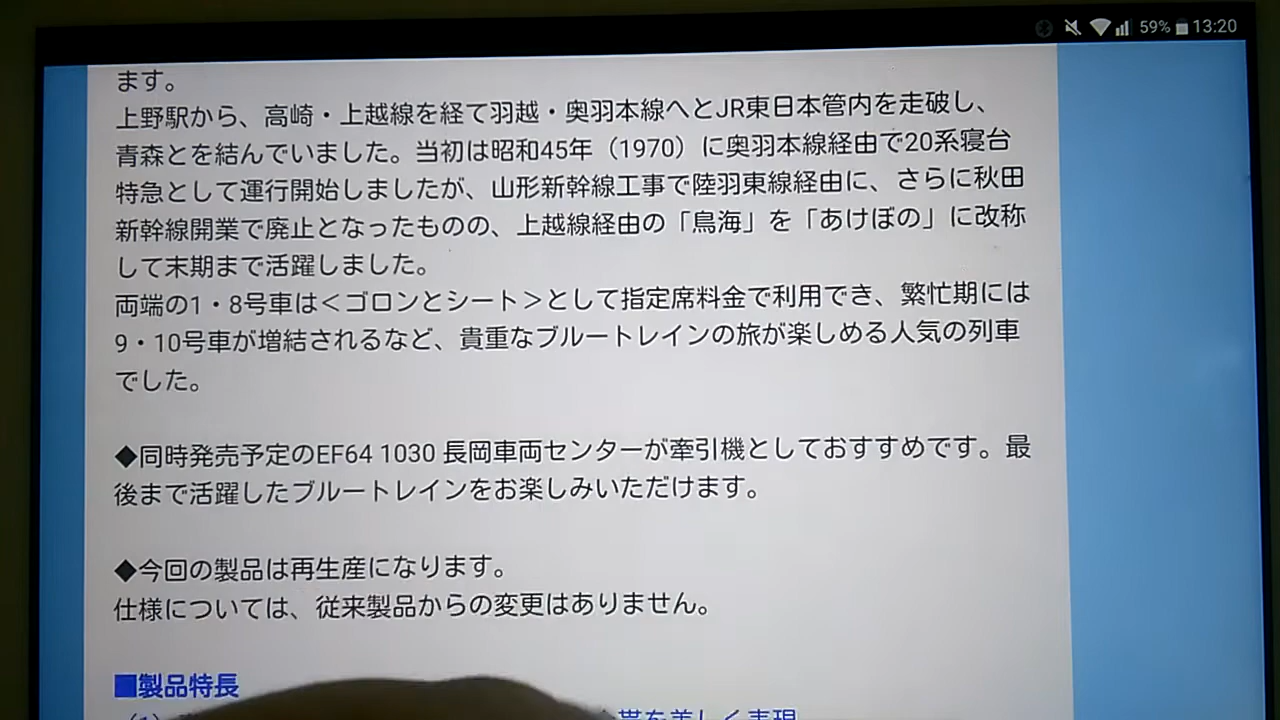 59% 13:20
ます。
上野駅から、高崎・上越線を経て羽越・奥羽本線へとJR東日本管内を走破し、
青森とを結んでいました。当初は昭和45年（1970）に奥羽本線経由で20系寝台
特急として運行開始しましたが、山形新幹線工事で陸羽東線経由に、さらに秋田
新幹線開業で廃止となったものの、上越線経由の「鳥海」を「あけぼの」に改称
して末期まで活躍しました。
両端の1・8号車は＜ゴロンとシート＞として指定席料金で利用でき、繁忙期には
9・10号車が増結されるなど、貴重なブルートレインの旅が楽しめる人気の列車
でした。
◆同時発売予定のEF64 1030 長岡車両センターが牽引機としておすすめです。最
後まで活躍したブルートレインをお楽しみいただけます。
◆今回の製品は再生産になります。
仕様については、従来製品からの変更はありません。
■製品特長
帯を美しく表現